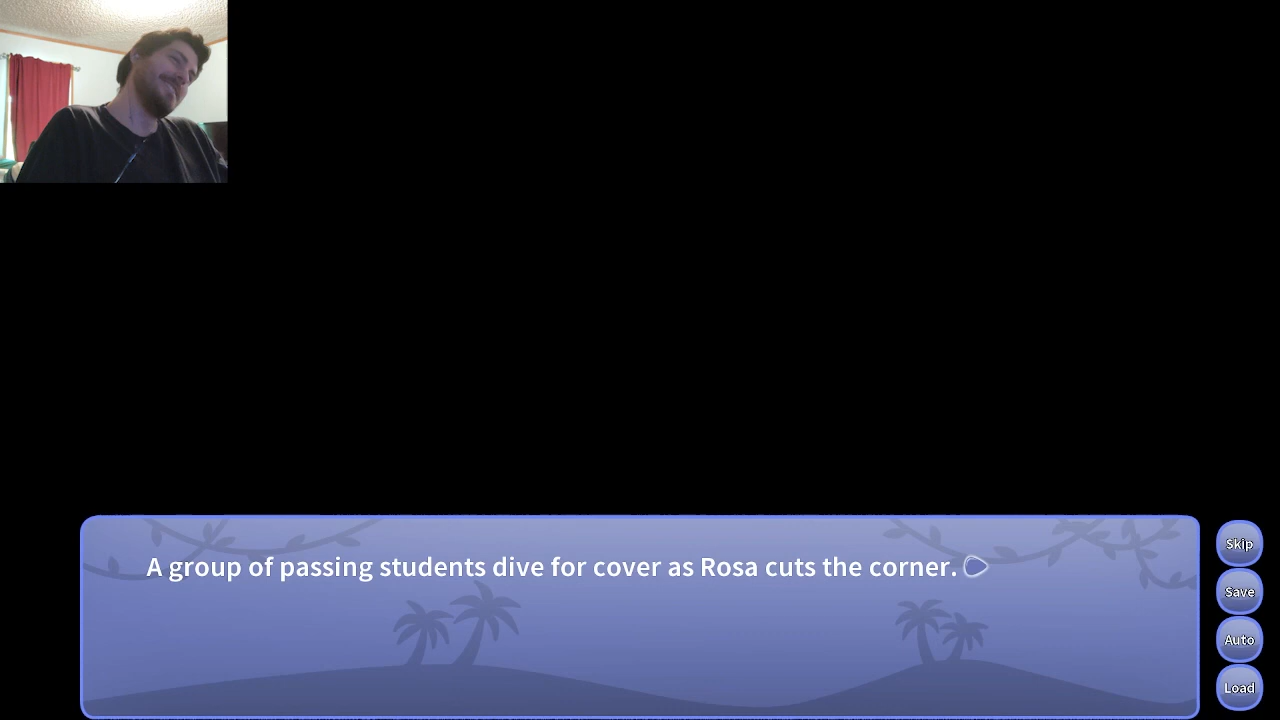 A group of passing students dive for cover as Rosa cuts the corner.
Skip
Save
Auto
Load